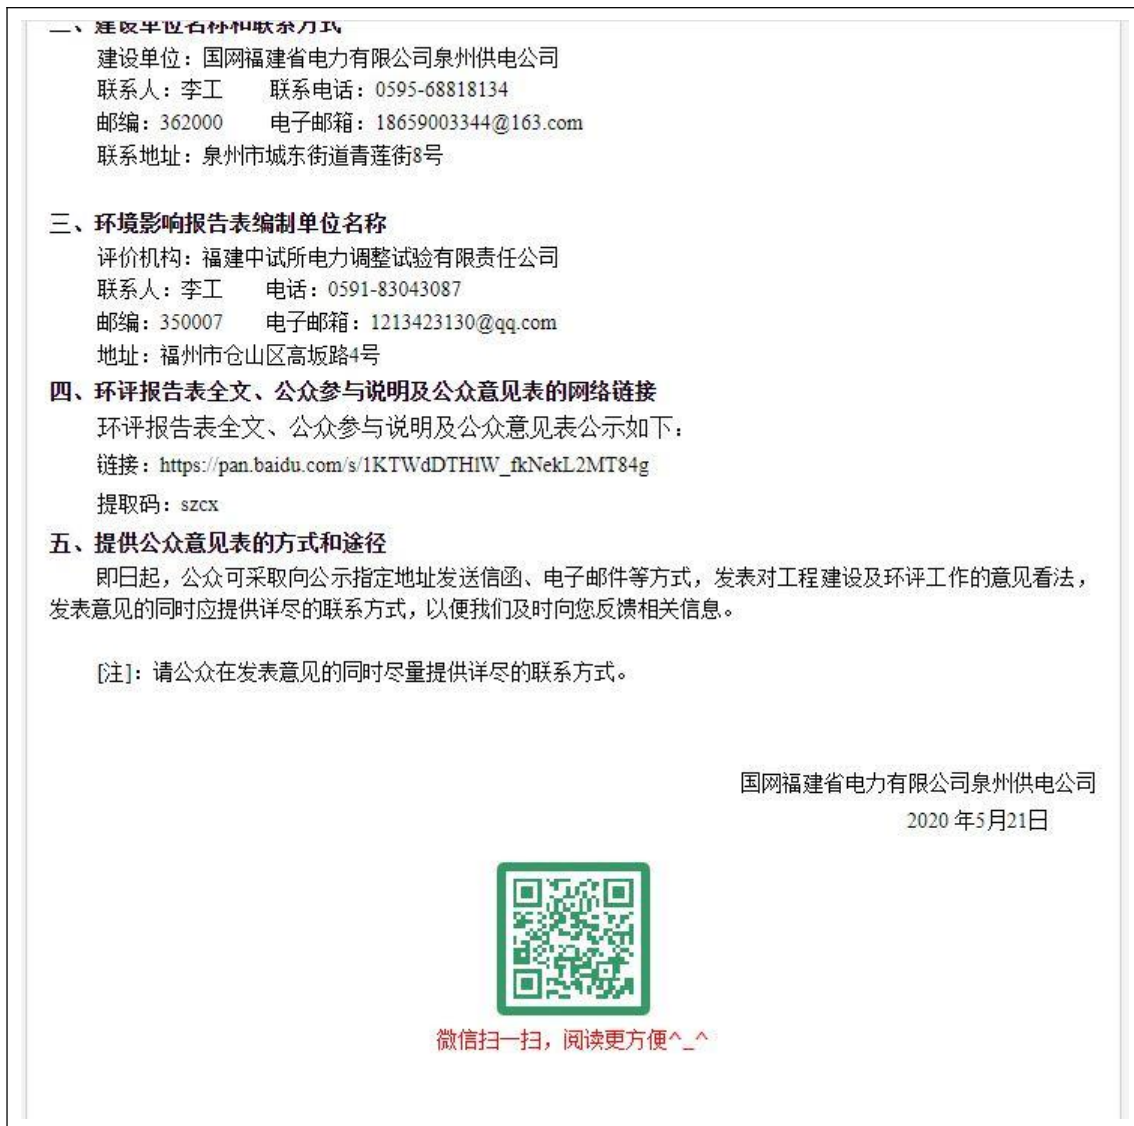 二、建设单位名称和联系方式
建设单位：国网福建省电力有限公司泉州供电公司
联系人：李工 联系电话：0595-68818134
邮编：362000 电子邮箱：18659003344@163.com
联系地址：泉州市城东街道青莲街8号
三、环境影响报告表编制单位名称
评价机构：福建中试所电力调整试验有限责任公司
联系人：李工 电话：0591-83043087
邮编：350007 电子邮箱：1213423130@qq.com
地址：福州市仓山区高坂路4号
四、环评报告表全文、公众参与说明及公众意见表的网络链接
环评报告表全文、公众参与说明及公众意见表公示如下：
链接：https://pan.baidu.com/s/1KTWdDTHlW_fkNekL2MT84g
提取码：szcx
五、提供公众意见表的方式和途径
即日起，公众可采取向公示指定地址发送信函、电子邮件等方式，发表对工程建设及环评工作的意见看法，
发表意见的同时应提供详尽的联系方式，以便我们及时向您反馈相关信息。
[注]：请公众在发表意见的同时尽量提供详尽的联系方式。
国网福建省电力有限公司泉州供电公司
2020 年5月21日
微信扫一扫，阅读更方便^_^